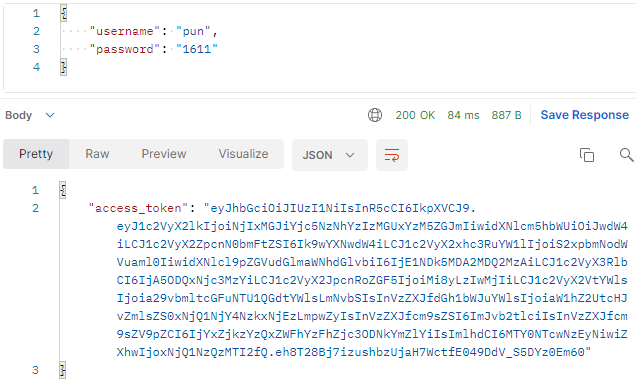 1 {
2 "username": "pun",
3 "password": "1611"
4 }
Body 200 OK 84 ms 887 B Save Response
Pretty Raw Preview Visualize JSON
1 {
2 "access_token": "eyJhbGciOiJIUzI1NiIsInR5cCI6IkpXVCJ9.
eyJ1c2VyX2lkIjoiNjIxMGJiYjc5NzNhYzIzMGUxYzM5ZGJmIiwidXNlcm5hbWUiOiJwdW4
iLCJ1c2VyX2ZpcnN0bmFtZSI6Ik9wYXNwdW4iLCJ1c2VyX2xhc3RuYW1lIjoiS2xpbmNodW
Vuaml0IiwidXNlcl9pZGVudGlmaWNhdGlvbiI6IjE1NDk5MDA2MDQ2MzAiLCJ1c2VyX3Rlb
CI6IjA5ODQxNjc3MzYiLCJ1c2VyX2JpcnRoZGF5IjoiMi8yLzIwMjIiLCJ1c2VyX2VtYWls
Ijoia29vbmltcGFuNTU1QGdtYWlsLmNvbSIsInVzZXJfdGh1bWJuYWlsIjoiaW1hZ2UtcHJ
vZmlsZS0xNjQ1NjY4NzkxNjEzLmpwZyIsInVzZXJfcm9sZSI6ImJvb2tlciIsInVzZXJfcm
9sZV9pZCI6IjYxZjkzYzQxZWFhYzFhZjc3ODNkYmZlYiIsImlhdCI6MTY0NTcwNzEyNiwiZ
XhwIjoxNjQ1NzQzMTI2fQ.eh8T28Bj7izushbzUjaH7WctfE049DdV_S5DYz0Em60"
3 }